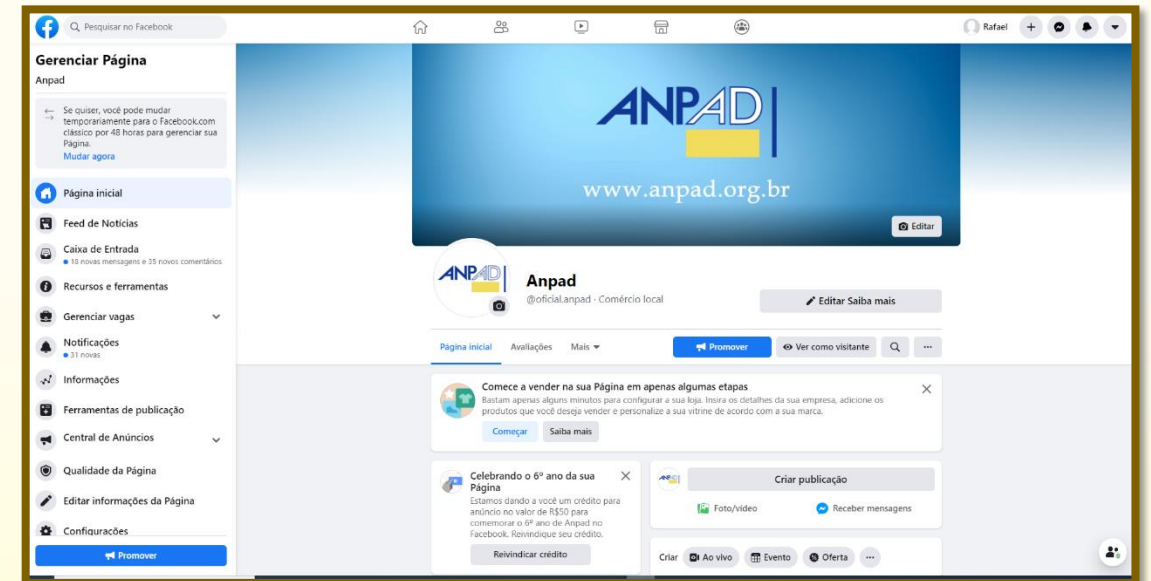 Pesquisar no Facebook
Rafael
Gerenciar Página
Anpad
Se quiser, você pode mudar
temporariamente para o Facebook.com
clássico por 48 horas para gerenciar sua
Página.
Mudar agora
Página inicial
Feed de Notícias
Caixa de Entrada
18 novas mensagens e 35 novos comentários
Recursos e ferramentas
Gerenciar vagas
Notificações
31 novas
Informações
Ferramentas de publicação
Central de Anúncios
Qualidade da Página
Editar informações da Página
Configurações
Promover
ANPAD
www.anpad.org.br
Editar
ANPAD
Anpad
@oficial.anpad · Comércio local
Editar Saiba mais
Página inicial
Avaliações
Mais
Promover
Ver como visitante
Comece a vender na sua Página em apenas algumas etapas
Bastam apenas alguns minutos para configurar a sua loja. Insira os detalhes da sua empresa, adicione os
produtos que você deseja vender e personalize a sua vitrine de acordo com a sua marca.
Começar
Saiba mais
Celebrando o 6º ano da sua
Página
Estamos dando a você um crédito para
anúncio no valor de R$50 para
comemorar o 6º ano de Anpad no
Facebook. Reivindique seu crédito.
Reivindicar crédito
ANPAD
Criar publicação
Foto/vídeo
Receber mensagens
Criar
Ao vivo
Evento
Oferta